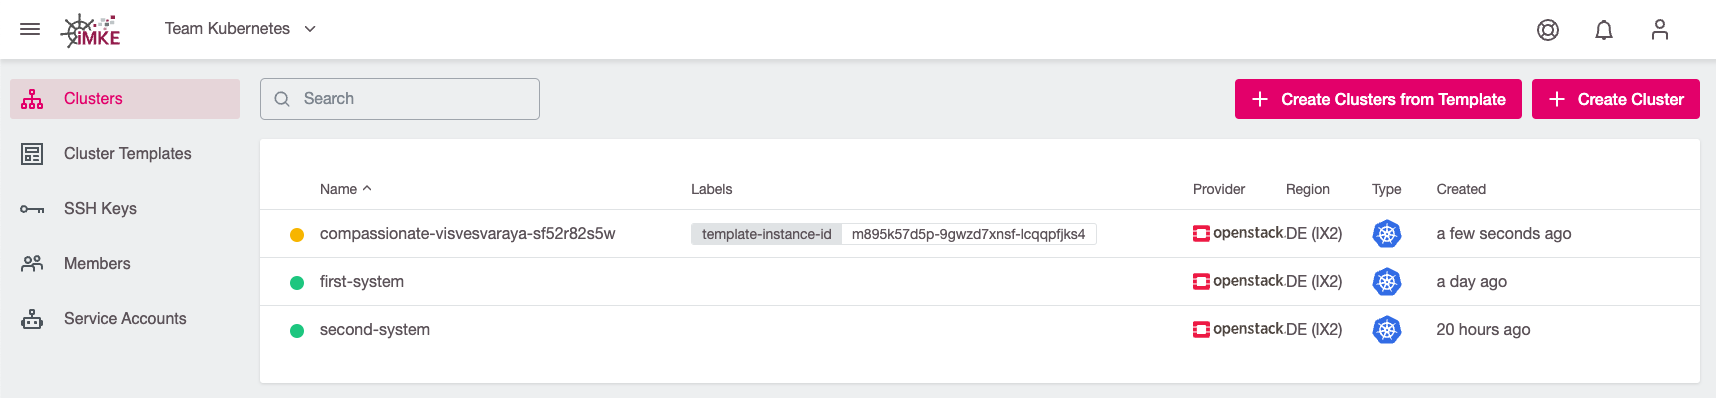 iMKE
Team Kubernetes
Clusters
Search
Create Clusters from Template
Create Cluster
Cluster Templates
SSH Keys
Members
Service Accounts
Name Labels Provider Region Type Created
compassionate-visvesvaraya-sf52r82s5w template-instance-id m895k57d5p-9gwzd7xnsf-lcqqpfjks4 openstack. DE (IX2) a few seconds ago
first-system openstack. DE (IX2) a day ago
second-system openstack. DE (IX2) 20 hours ago